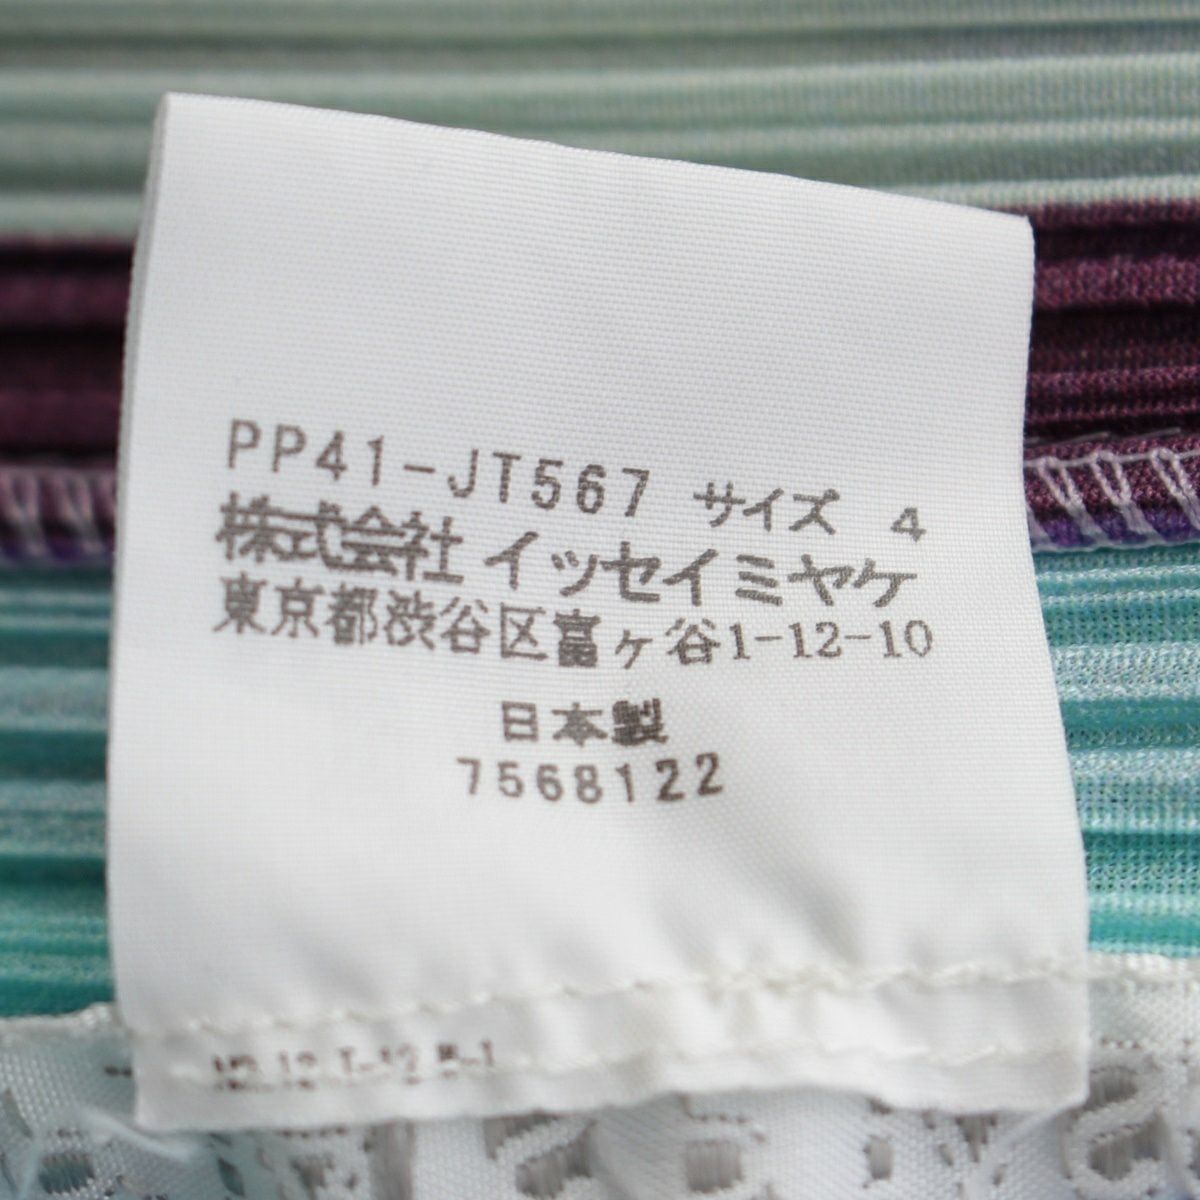 PP41-JT567 サイズ 4
株式会社 イッセイミヤケ
東京都渋谷区富ヶ谷1-12-10
日本製
7568122